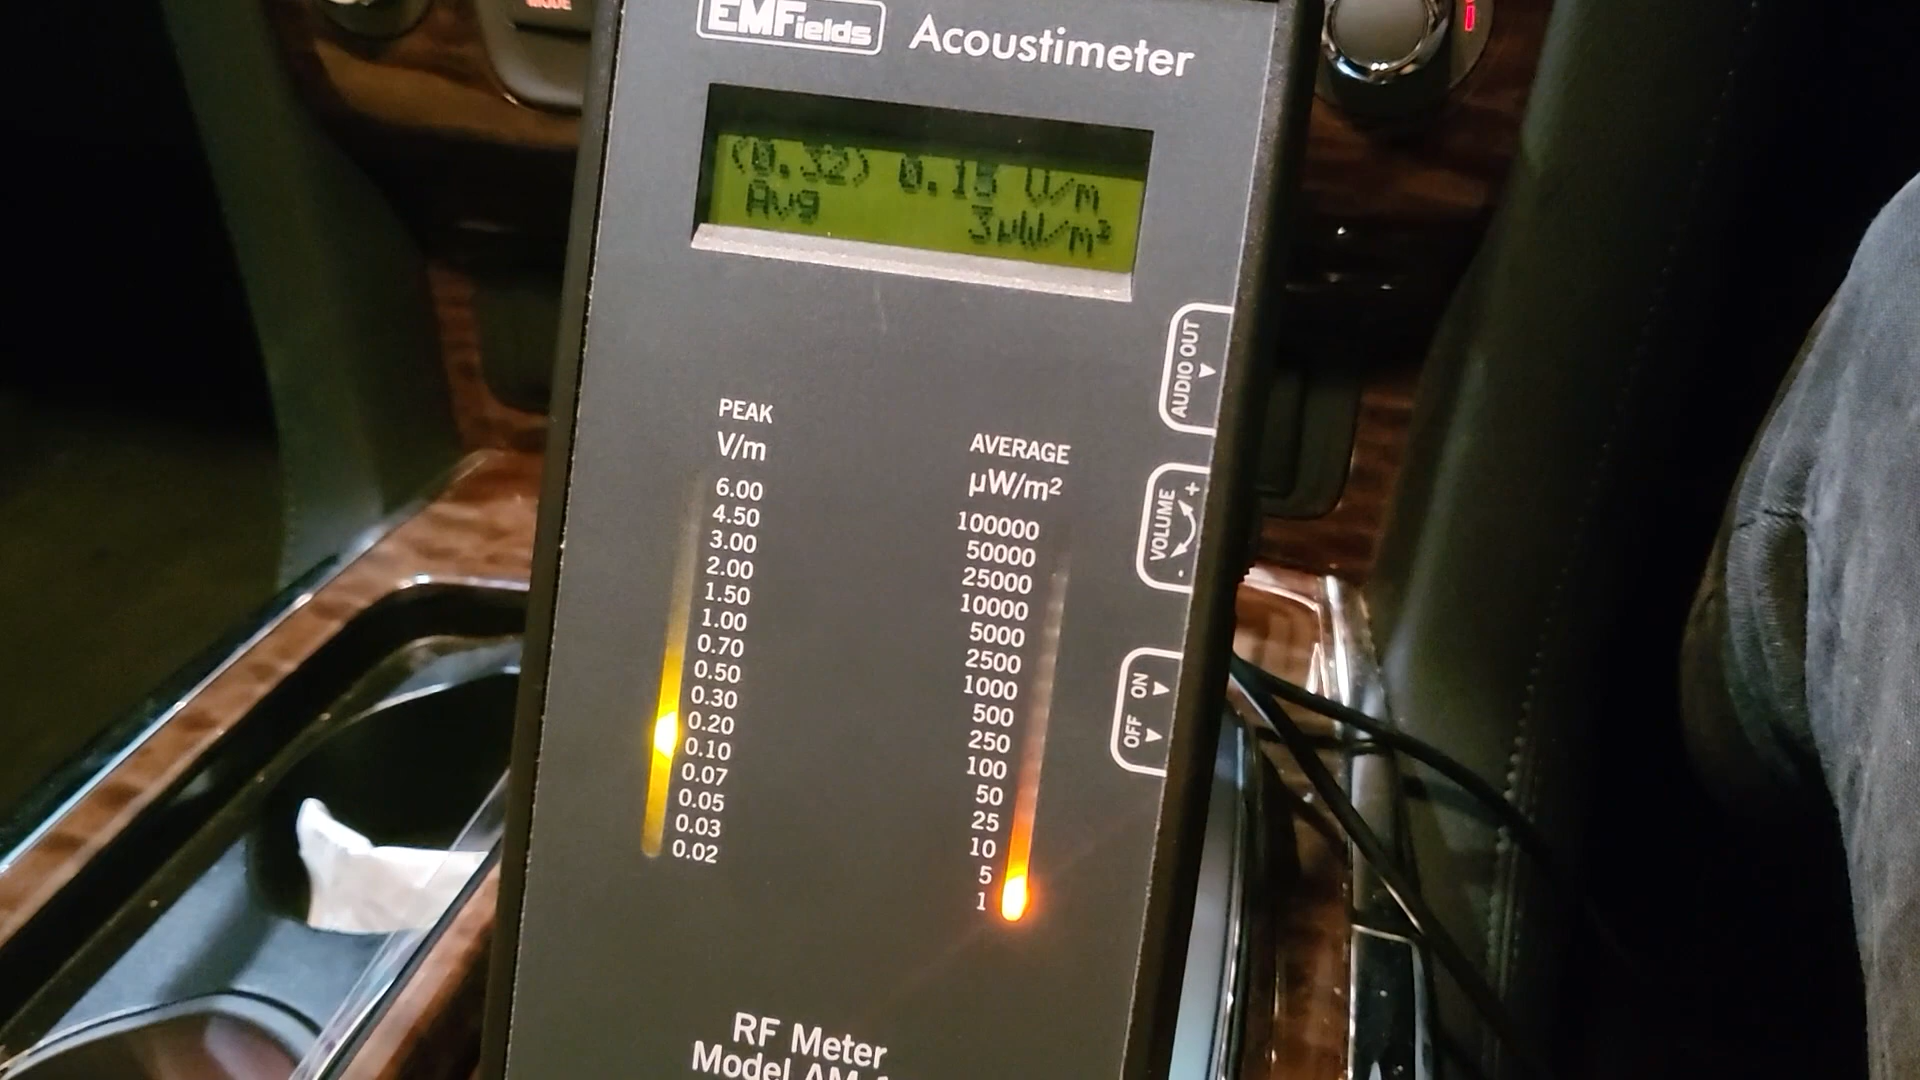 MODE
EMFields Acoustimeter
(0.32) 0.15 V/m
Avg 3µW/m²
AUDIO OUT
PEAK
V/m
6.00
4.50
3.00
2.00
1.50
1.00
0.70
0.50
0.30
0.20
0.10
0.07
0.05
0.03
0.02
AVERAGE
µW/m2
100000
50000
25000
10000
5000
2500
1000
500
250
100
50
25
10
5
1
- VOLUME +
OFF ON
RF Meter
Model